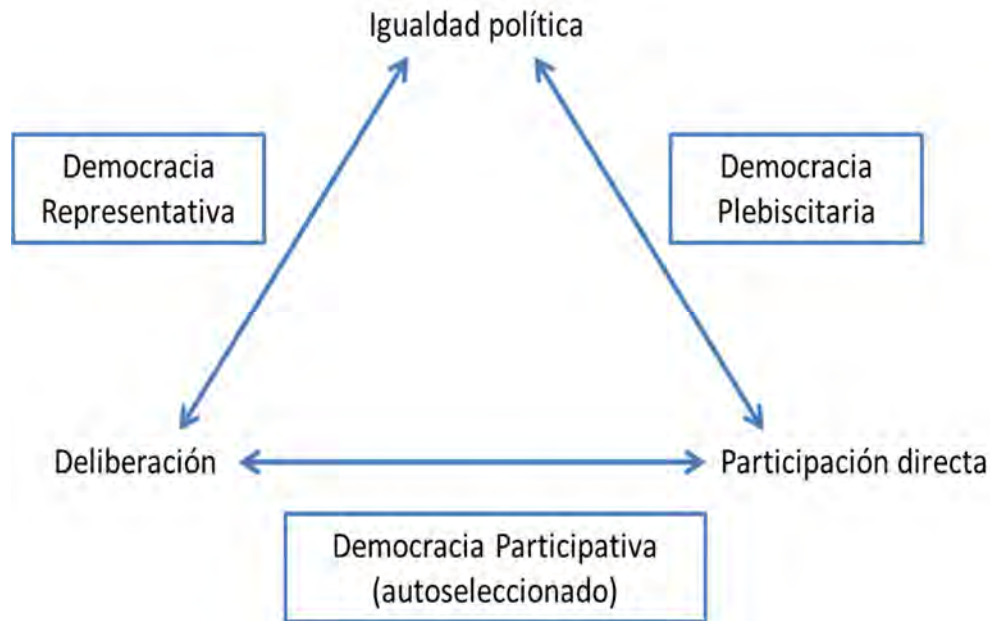 Igualdad política
Democracia
Representativa
Democracia
Plebiscitaria
Deliberación
Participación directa
Democracia Participativa
(autoseleccionado)